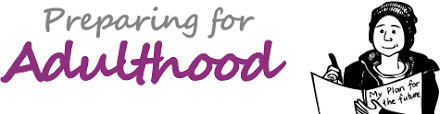 Preparing for
Adulthood
My Plan for
the future